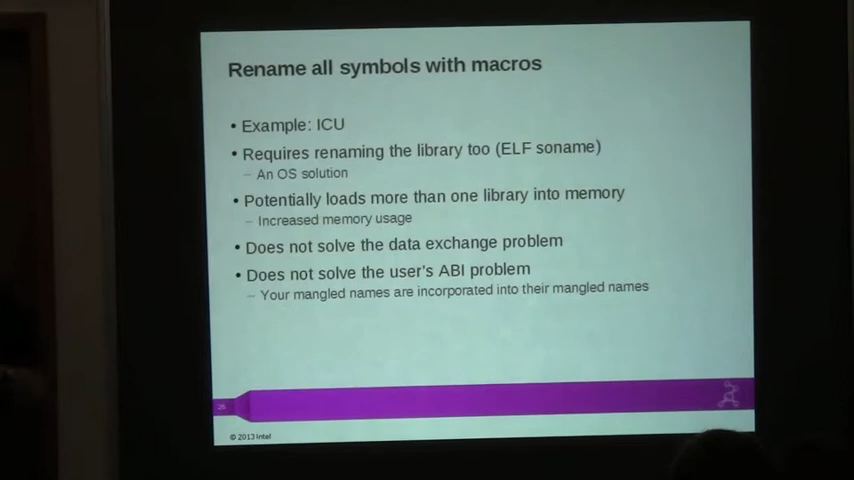 Rename all symbols with macros
• Example: ICU
• Requires renaming the library too (ELF soname)
– An OS solution
• Potentially loads more than one library into memory
– Increased memory usage
• Does not solve the data exchange problem
• Does not solve the user's ABI problem
– Your mangled names are incorporated into their mangled names
© 2013 Intel